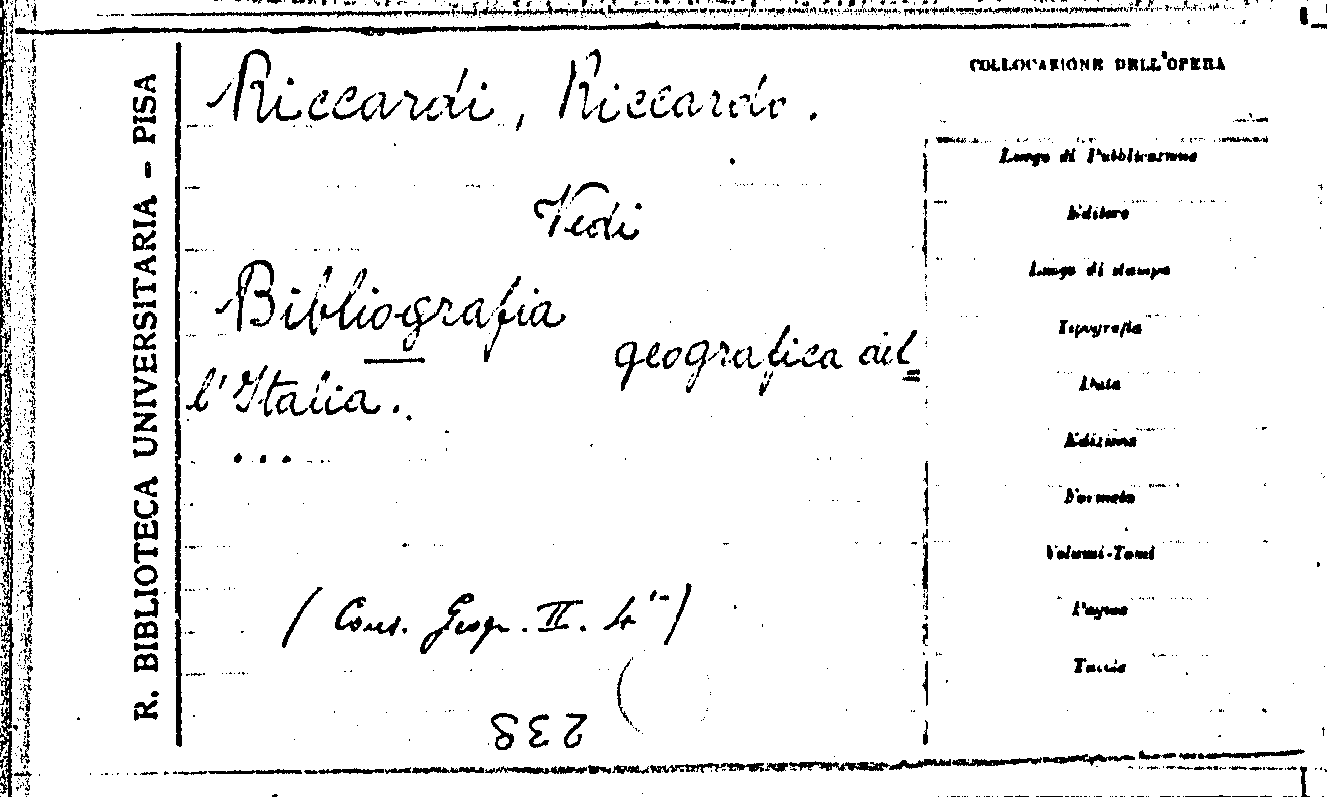 R. BIBLIOTECA UNIVERSITARIA - PISA
Riccardi, Riccardo.
Vedi
Bibliografia
geografica del=
l'Italia..
...
(Cons. Geogr. II. 4'-)
238
COLLOCAZIONE DELL'OPERA
Luogo di Pubblicazione
Editore
Luogo di stampa
Tipografia
Data
Edizione
Formato
Volumi-Tomi
Pagine
Tavole